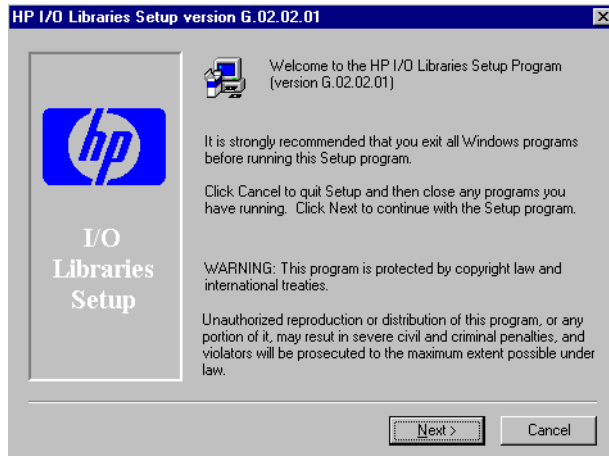 HP I/O Libraries Setup version G.02.02.01
hp
I/O
Libraries
Setup
Welcome to the HP I/O Libraries Setup Program
(version G.02.02.01)
It is strongly recommended that you exit all Windows programs
before running this Setup program.
Click Cancel to quit Setup and then close any programs you
have running.  Click Next to continue with the Setup program.
WARNING: This program is protected by copyright law and
international treaties.
Unauthorized reproduction or distribution of this program, or any
portion of it, may resut in severe civil and criminal penalties, and
violators will be prosecuted to the maximum extent possible under
law.
Next >
Cancel